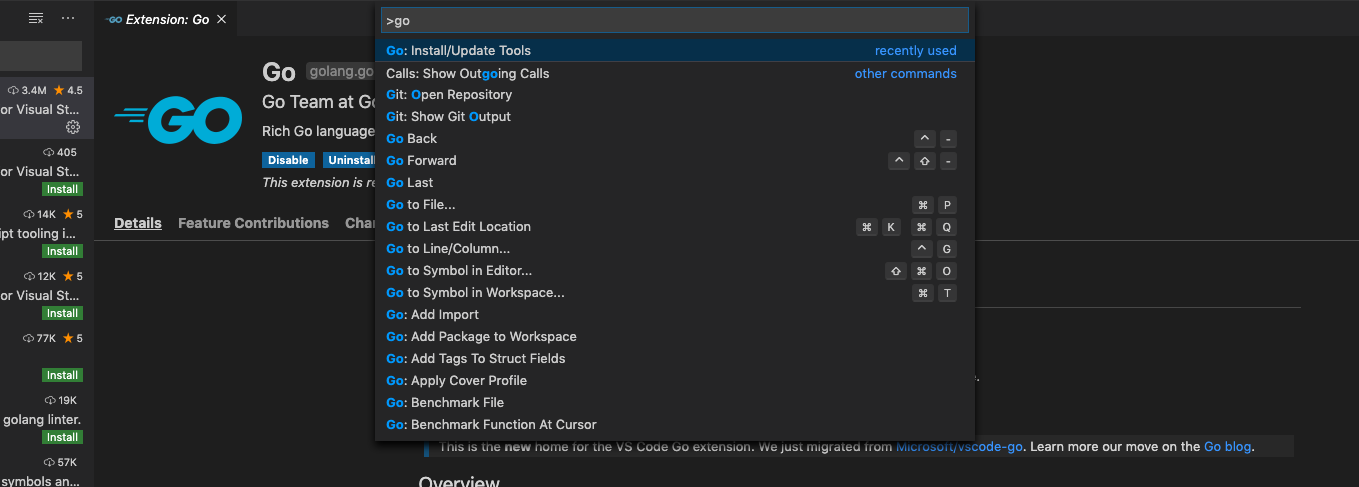 Extension: Go
>go
Go: Install/Update Tools recently used
Calls: Show Outgoing Calls other commands
Git: Open Repository
Git: Show Git Output
Go Back ^ -
Go Forward ^ ⇧ -
Go Last
Go to File... ⌘ P
Go to Last Edit Location ⌘ K ⌘ Q
Go to Line/Column... ^ G
Go to Symbol in Editor... ⇧ ⌘ O
Go to Symbol in Workspace... ⌘ T
Go: Add Import
Go: Add Package to Workspace
Go: Add Tags To Struct Fields
Go: Apply Cover Profile
Go: Benchmark File
Go: Benchmark Function At Cursor
3.4M ★ 4.5
or Visual St...
405
or Visual St...
Install
14K ★ 5
ipt tooling i...
Install
12K ★ 5
or Visual St...
Install
77K ★ 5
Install
19K
golang linter.
Install
57K
symbols an...
GO
Go golang.go
Go Team at Go
Rich Go language
Disable Uninstall
This extension is
Details Feature Contributions
This is the new home for the VS Code Go extension. We just migrated from Microsoft/vscode-go. Learn more our move on the Go blog.
Overview